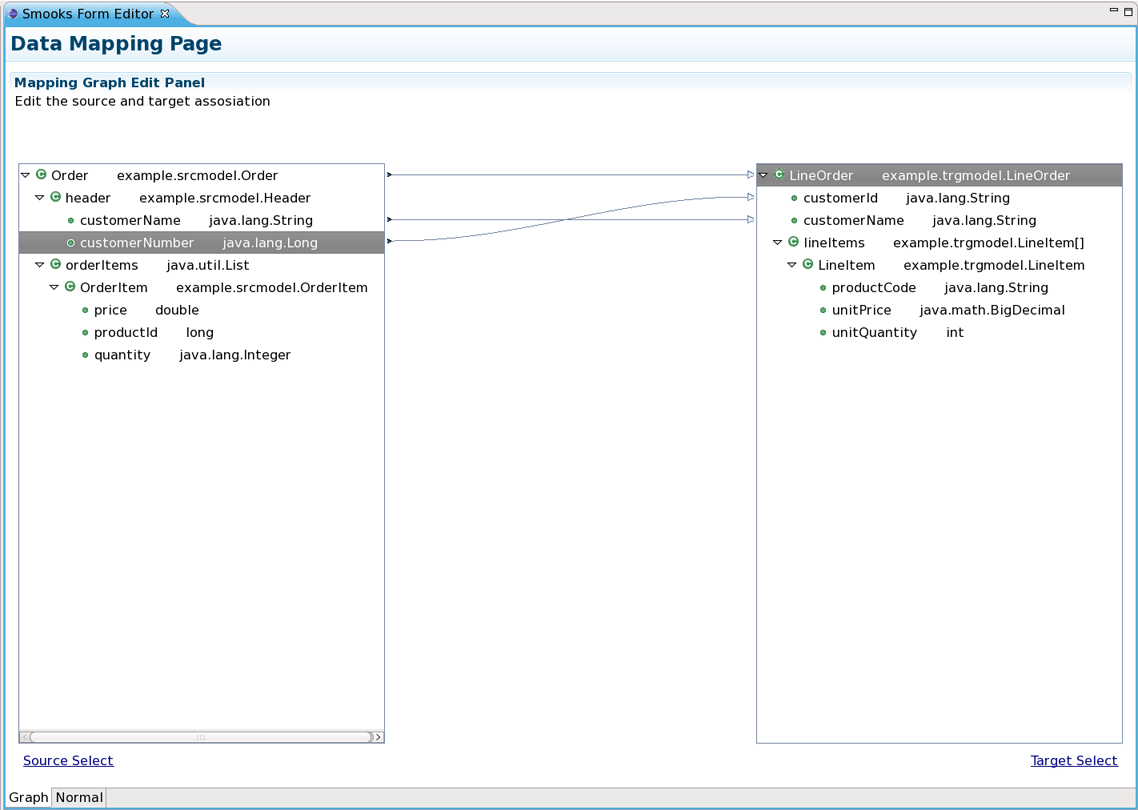 Smooks Form Editor
Data Mapping Page
Mapping Graph Edit Panel
Edit the source and target assosiation
Order example.srcmodel.Order
header example.srcmodel.Header
customerName java.lang.String
customerNumber java.lang.Long
orderItems java.util.List
OrderItem example.srcmodel.OrderItem
price double
productId long
quantity java.lang.Integer
LineOrder example.trgmodel.LineOrder
customerId java.lang.String
customerName java.lang.String
lineItems example.trgmodel.LineItem[]
LineItem example.trgmodel.LineItem
productCode java.lang.String
unitPrice java.math.BigDecimal
unitQuantity int
Source Select
Target Select
Graph Normal